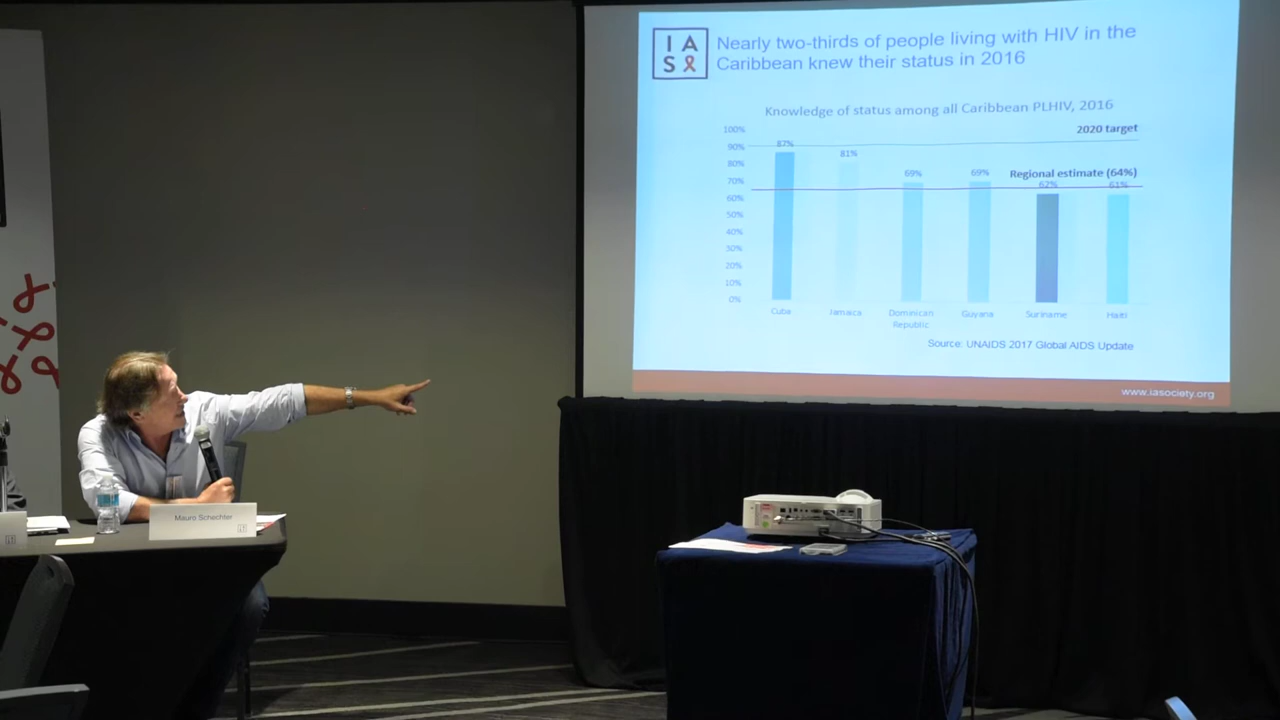 IA
S
Nearly two-thirds of people living with HIV in the
Caribbean knew their status in 2016
Knowledge of status among all Caribbean PLHIV, 2016
100%
90%
80%
70%
60%
50%
40%
30%
20%
10%
0%
2020 target
Regional estimate (64%)
87%
81%
69%
69%
62%
61%
Cuba
Jamaica
Dominican
Republic
Guyana
Suriname
Haiti
Source: UNAIDS 2017 Global AIDS Update
www.iasociety.org
Mauro Schechter